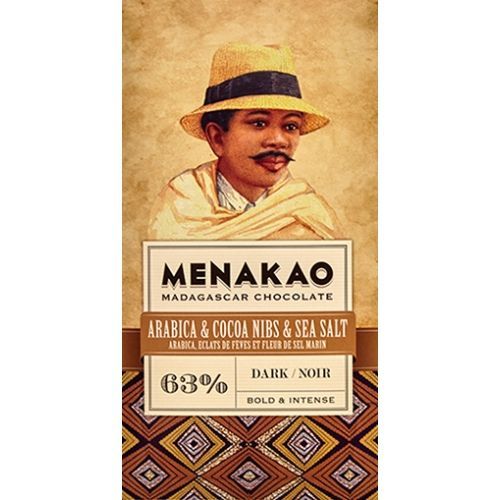 MENAKAO
MADAGASCAR CHOCOLATE
ARABICA & COCOA NIBS & SEA SALT
ARABICA, ECLATS DE FÈVES ET FLEUR DE SEL MARIN
63%
DARK / NOIR
BOLD & INTENSE